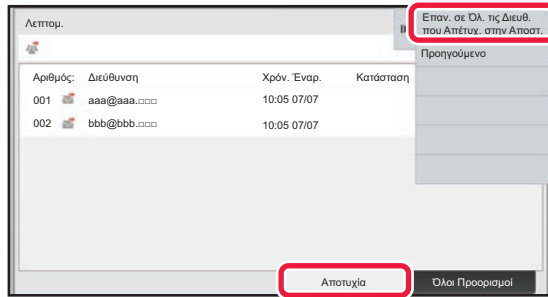 Λεπτομ.
Επαν. σε Όλ. τις Διευθ.
που Απέτυχ. στην Αποστ.
Προηγούμενο
Αριθμός: Διεύθυνση Χρόν. Έναρ. Κατάσταση
001 aaa@aaa.□□□ 10:05 07/07
002 bbb@bbb.□□□ 10:05 07/07
Αποτυχία Όλοι Προορισμοί